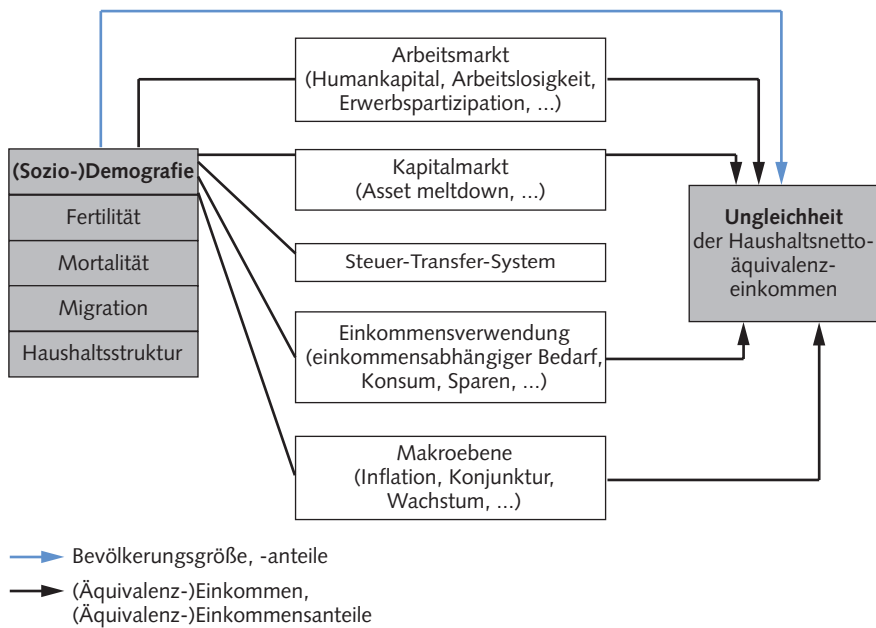 Arbeitsmarkt
(Humankapital, Arbeitslosigkeit,
Erwerbspartizipation, ...)
(Sozio-)Demografie
Fertilität
Mortalität
Migration
Haushaltsstruktur
Kapitalmarkt
(Asset meltdown, ...)
Steuer-Transfer-System
Einkommensverwendung
(einkommensabhängiger Bedarf,
Konsum, Sparen, ...)
Makroebene
(Inflation, Konjunktur,
Wachstum, ...)
Ungleichheit
der Haushaltsnetto-
äquivalenz-
einkommen
Bevölkerungsgröße, -anteile
(Äquivalenz-)Einkommen,
(Äquivalenz-)Einkommensanteile